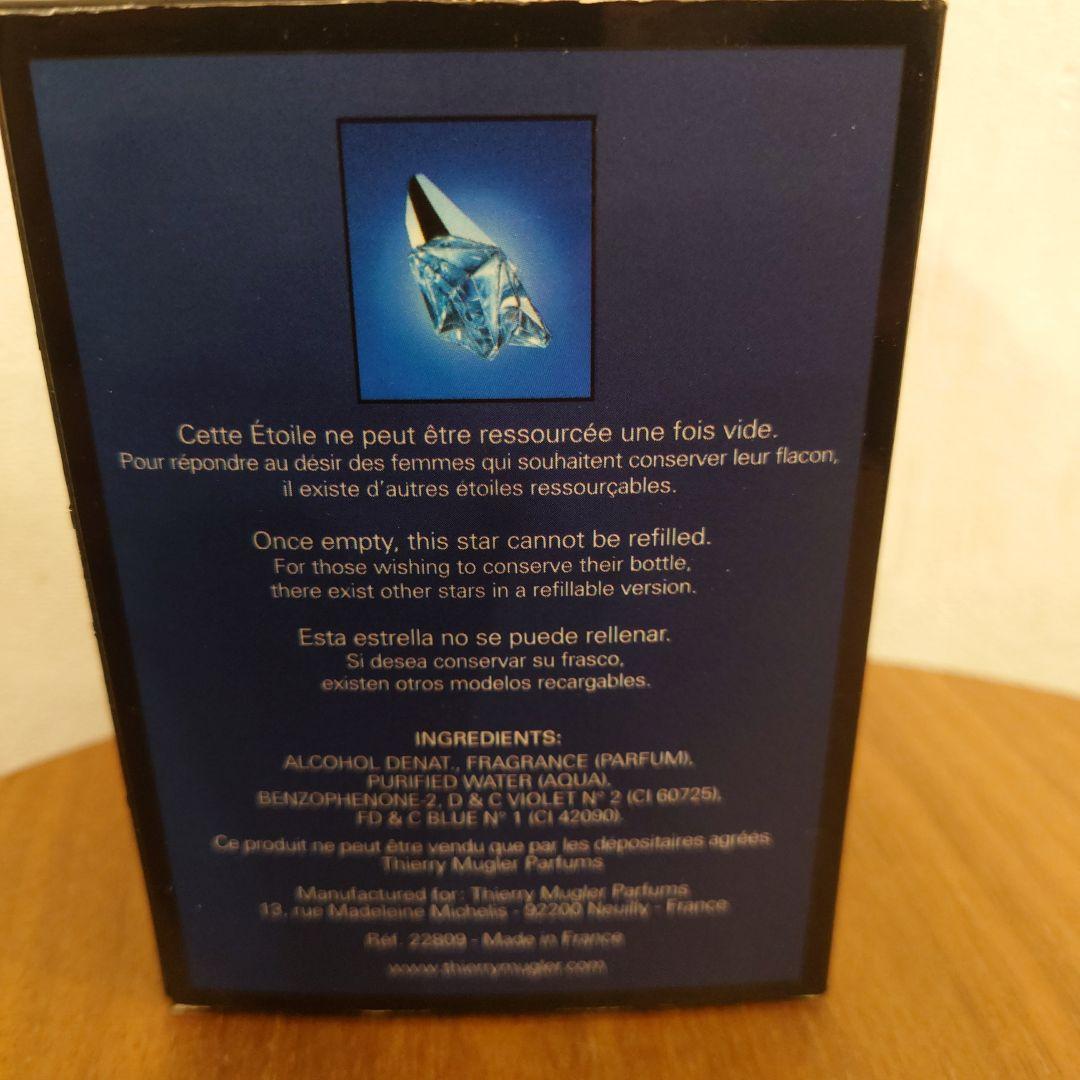 Cette Étoile ne peut être ressourcée une fois vide.
Pour répondre au désir des femmes qui souhaitent conserver leur flacon,
il existe d'autres étoiles ressourçables.
Once empty, this star cannot be refilled.
For those wishing to conserve their bottle,
there exist other stars in a refillable version.
Esta estrella no se puede rellenar.
Si desea conservar su frasco,
existen otros modelos recargables.
INGREDIENTS:
ALCOHOL DENAT., FRAGRANCE (PARFUM),
PURIFIED WATER (AQUA),
BENZOPHENONE-2, D & C VIOLET N° 2 (CI 60725),
FD & C BLUE N° 1 (CI 42090).
Ce produit ne peut être vendu que par les dépositaires agréés
Thierry Mugler Parfums
Manufactured for: Thierry Mugler Parfums
13, rue Madeleine Michelis - 92200 Neuilly - France
Réf. 22809 - Made in France
www.thierrymugler.com